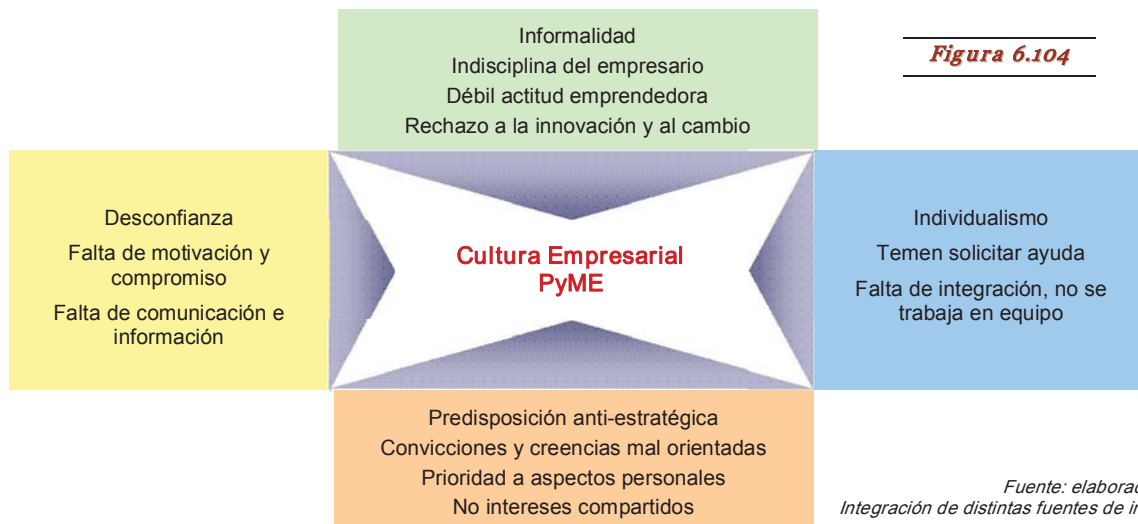 Informalidad
Indisciplina del empresario
Débil actitud emprendedora
Rechazo a la innovación y al cambio
Figura 6.104
Desconfianza
Falta de motivación y
compromiso
Falta de comunicación e
información
Cultura Empresarial
PyME
Individualismo
Temen solicitar ayuda
Falta de integración, no se
trabaja en equipo
Predisposición anti-estratégica
Convicciones y creencias mal orientadas
Prioridad a aspectos personales
No intereses compartidos
Fuente:
Integración de distintas fuentes de